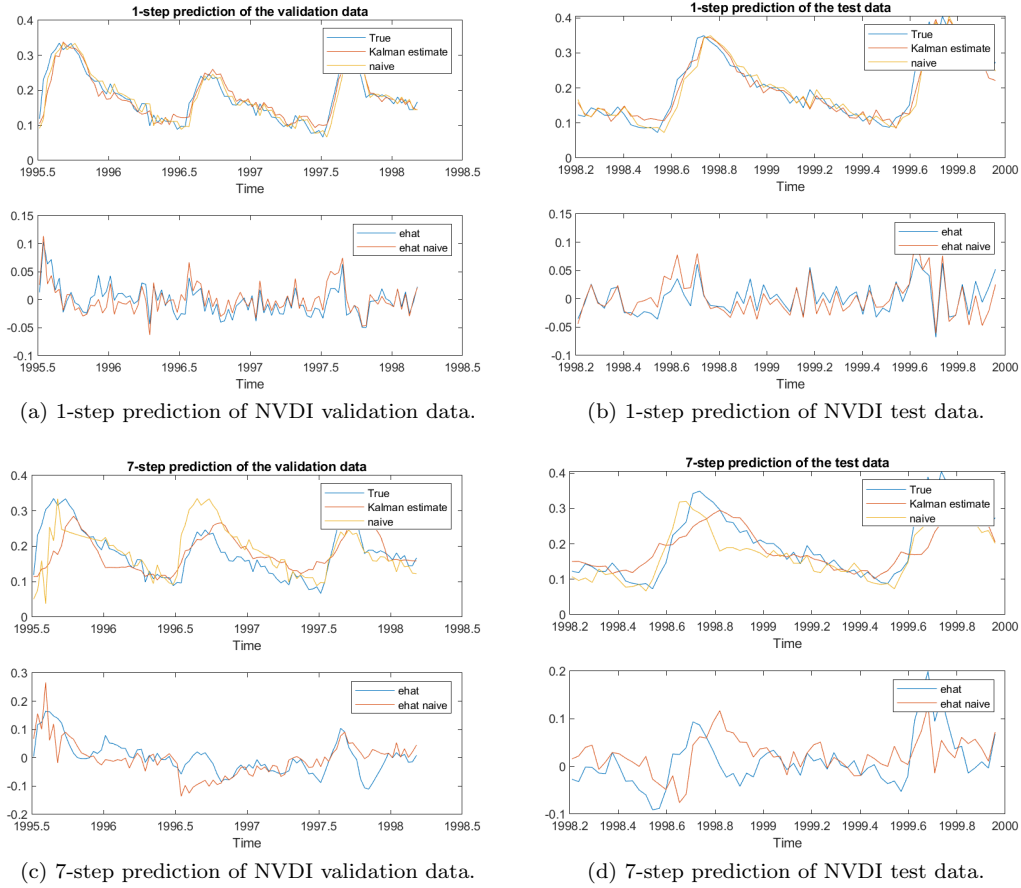 1-step prediction of the validation data
0.4
0.3
0.2
0.1
0
True
Kalman estimate
naive
1995.5 1996 1996.5 1997 1997.5 1998 1998.5
Time
0.15
0.1
0.05
0
-0.05
-0.1
ehat
ehat naive
1995.5 1996 1996.5 1997 1997.5 1998 1998.5
Time
(a) 1-step prediction of NVDI validation data.
1-step prediction of the test data
0.4
0.3
0.2
0.1
0
True
Kalman estimate
naive
1998.2 1998.4 1998.6 1998.8 1999 1999.2 1999.4 1999.6 1999.8 2000
Time
0.15
0.1
0.05
0
-0.05
-0.1
ehat
ehat naive
1998.2 1998.4 1998.6 1998.8 1999 1999.2 1999.4 1999.6 1999.8 2000
Time
(b) 1-step prediction of NVDI test data.
7-step prediction of the validation data
0.4
0.3
0.2
0.1
0
True
Kalman estimate
naive
1995.5 1996 1996.5 1997 1997.5 1998 1998.5
Time
0.3
0.2
0.1
0
-0.1
-0.2
ehat
ehat naive
1995.5 1996 1996.5 1997 1997.5 1998 1998.5
Time
(c) 7-step prediction of NVDI validation data.
7-step prediction of the test data
0.4
0.3
0.2
0.1
0
True
Kalman estimate
naive
1998.2 1998.4 1998.6 1998.8 1999 1999.2 1999.4 1999.6 1999.8 2000
Time
0.2
0.1
0
-0.1
ehat
ehat naive
1998.2 1998.4 1998.6 1998.8 1999 1999.2 1999.4 1999.6 1999.8 2000
Time
(d) 7-step prediction of NVDI test data.